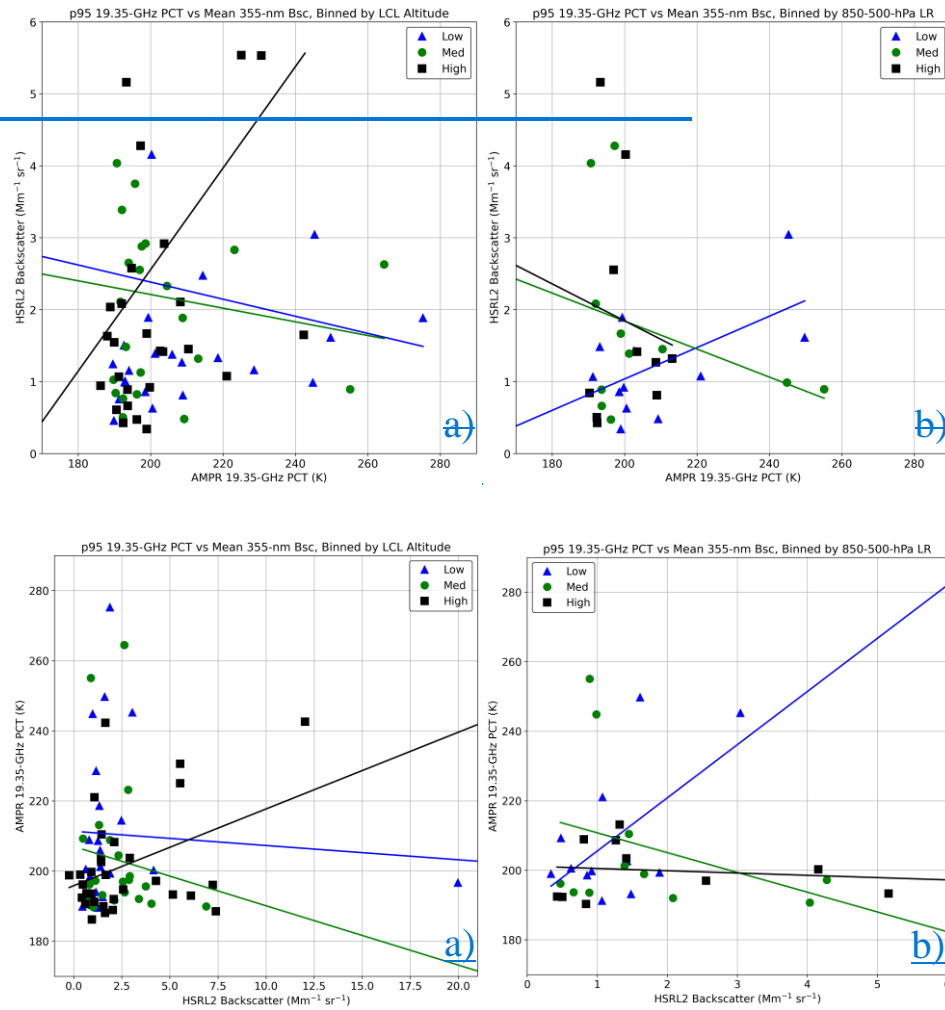 p95 19.35-GHz PCT vs Mean 355-nm Bsc, Binned by LCL Altitude
6
5
4
3
2
1
0
HSRL2 Backscatter (Mm⁻¹ sr⁻¹)
Low
Med
High
a)
180 200 220 240 260 280
AMPR 19.35-GHz PCT (K)
p95 19.35-GHz PCT vs Mean 355-nm Bsc, Binned by 850-500-hPa LR
6
5
4
3
2
1
0
HSRL2 Backscatter (Mm⁻¹ sr⁻¹)
Low
Med
High
b)
180 200 220 240 260 280
AMPR 19.35-GHz PCT (K)
p95 19.35-GHz PCT vs Mean 355-nm Bsc, Binned by LCL Altitude
280
260
240
220
200
180
AMPR 19.35-GHz PCT (K)
Low
Med
High
a)
0.0 2.5 5.0 7.5 10.0 12.5 15.0 17.5 20.0
HSRL2 Backscatter (Mm⁻¹ sr⁻¹)
p95 19.35-GHz PCT vs Mean 355-nm Bsc, Binned by 850-500-hPa LR
280
260
240
220
200
180
AMPR 19.35-GHz PCT (K)
Low
Med
High
b)
0 1 2 3 4 5
HSRL2 Backscatter (Mm⁻¹ sr⁻¹)